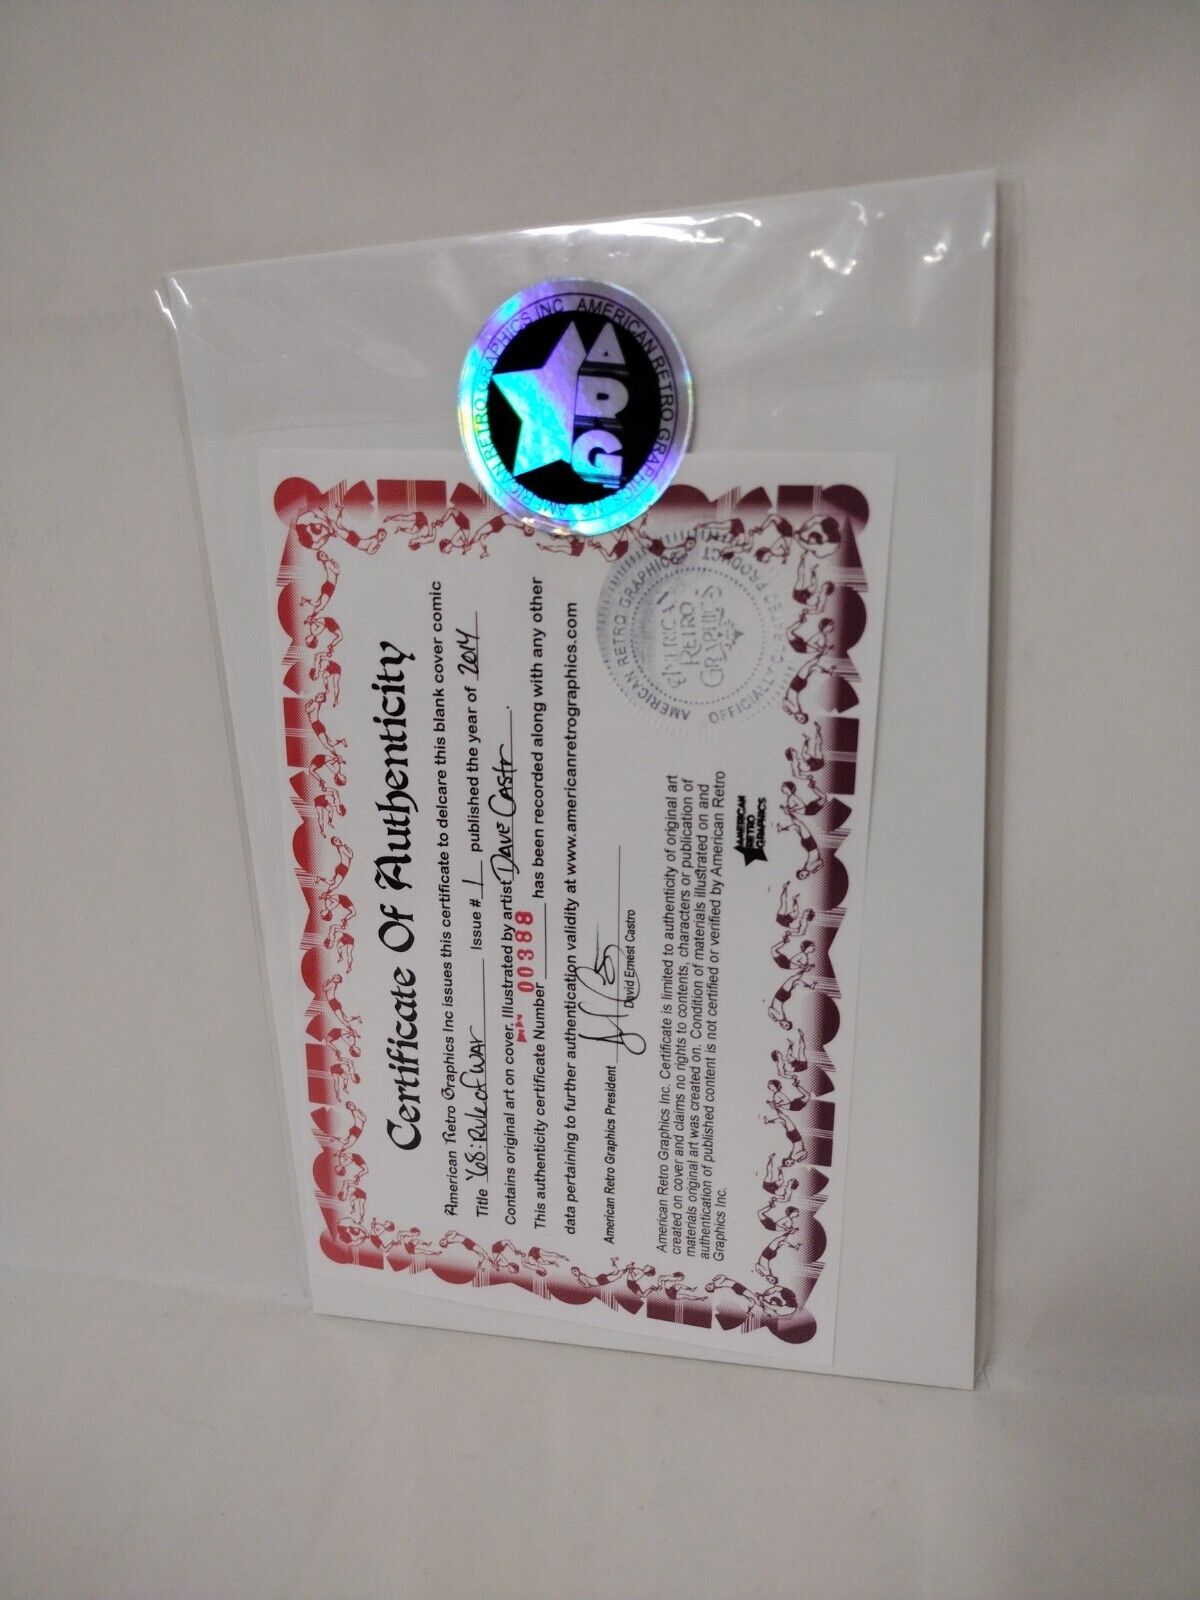 Certificate Of Authenticity
American Retro Graphics Inc issues this certificate to delcare this blank cover comic
Title '68: Rule of War Issue # 1 published the year of 2014
Contains original art on cover. Illustrated by artist Dave Castr.
This authenticity certificate Number 00388 has been recorded along with any other
data pertaining to further authentication validity at www.americanretrographics.com
American Retro Graphics President
David Ernest Castro
American Retro Graphics Inc. Certificate is limited to authenticity of original art
created on cover and claims no rights to contents, characters or publication of
materials original art was created on. Condition of materials illustrated on and
authentication of published content is not certified or verified by American Retro
Graphics Inc.
AMERICAN
RETRO
GRAPHICS
AMERICAN RETRO GRAPHICS
OFFICIALLY CURATED PRODUCT
AMERICAN
RETRO
GRAPHICS
AMERICAN RETRO GRAPHICS INC. AMERICAN RETRO GRAPHICS INC.
ARG